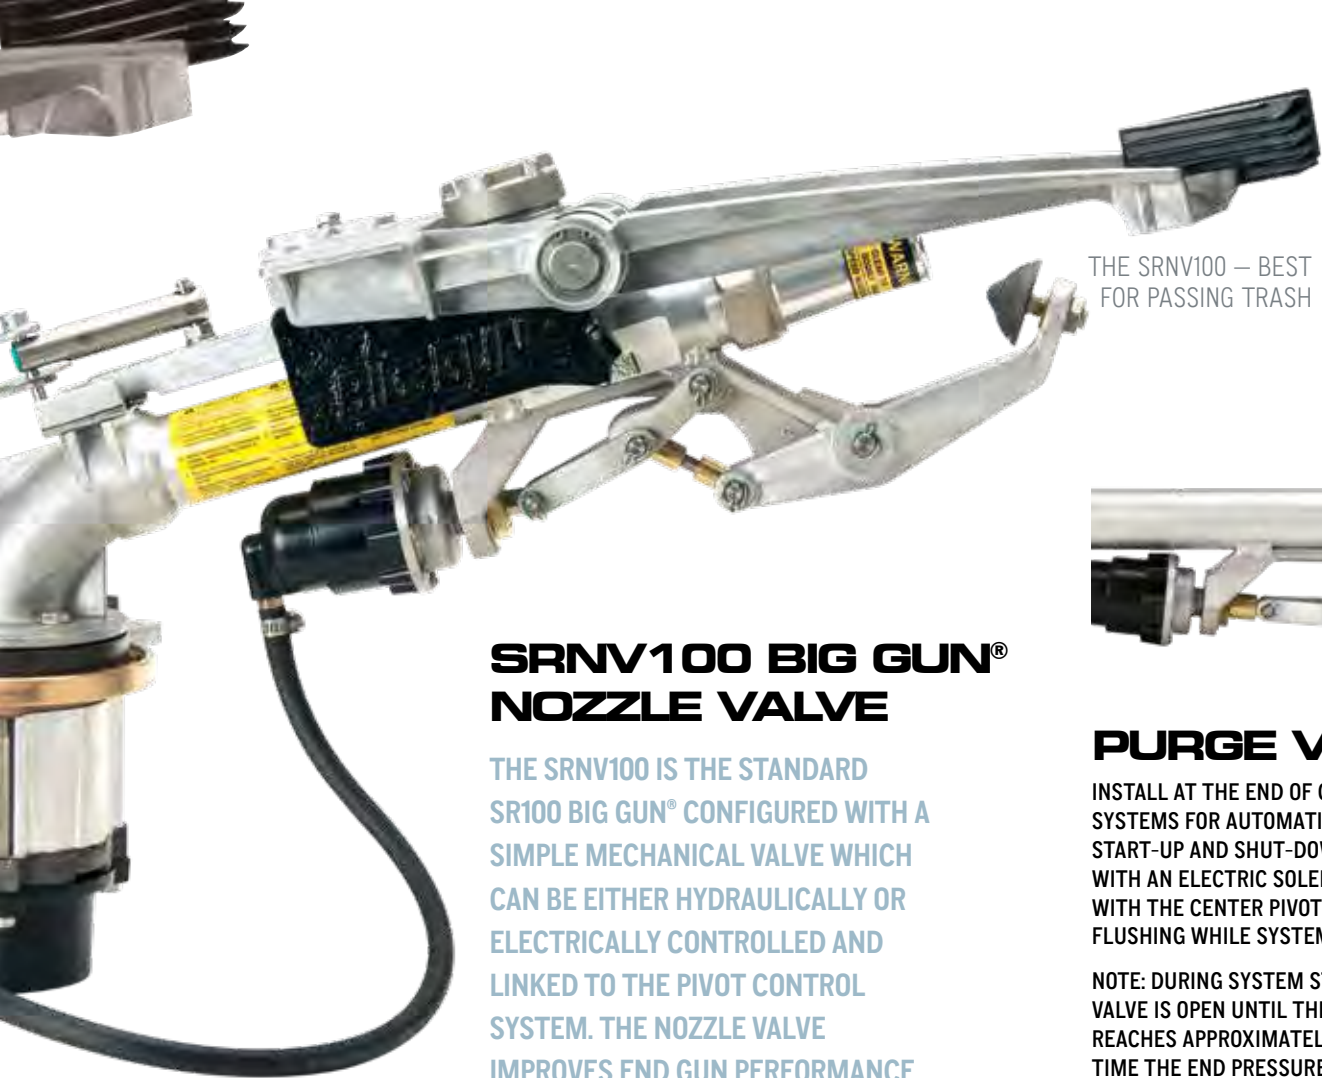 WARN
THE SRNV100 — BEST
FOR PASSING TRASH
SRNV100 BIG GUN®
NOZZLE VALVE
THE SRNV100 IS THE STANDARD
SR100 BIG GUN® CONFIGURED WITH A
SIMPLE MECHANICAL VALVE WHICH
CAN BE EITHER HYDRAULICALLY OR
ELECTRICALLY CONTROLLED AND
LINKED TO THE PIVOT CONTROL
SYSTEM. THE NOZZLE VALVE
IMPROVES END GUN PERFORMANCE
PURGE V
INSTALL AT THE END OF
SYSTEMS FOR AUTOMATI
START-UP AND SHUT-DO
WITH AN ELECTRIC SOLE
WITH THE CENTER PIVOT
FLUSHING WHILE SYSTEM
NOTE: DURING SYSTEM S
VALVE IS OPEN UNTIL TH
REACHES APPROXIMATEL
TIME THE END PRESSURE